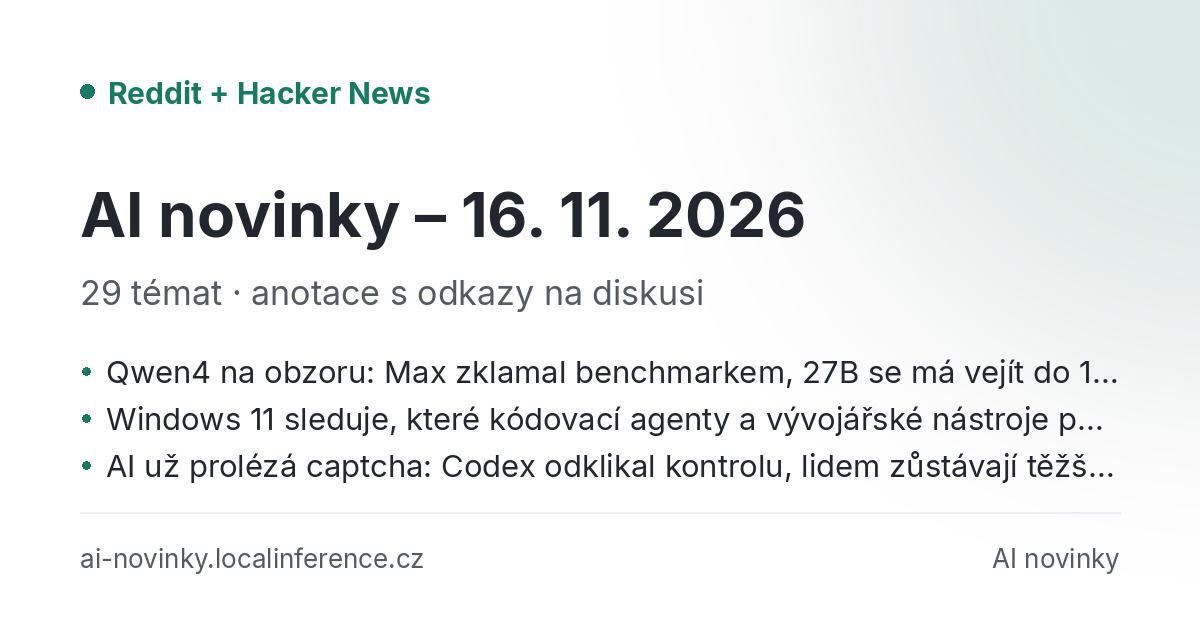 Reddit + Hacker News
AI novinky – 16. 11. 2026
29 témat · anotace s odkazy na diskusi
• Qwen4 na obzoru: Max zklamal benchmarkem, 27B se má vejít do 1…
• Windows 11 sleduje, které kódovací agenty a vývojářské nástroje p…
• AI už prolézá captcha: Codex odklikal kontrolu, lidem zůstávají těžš…
ai-novinky.localinference.cz
AI novinky